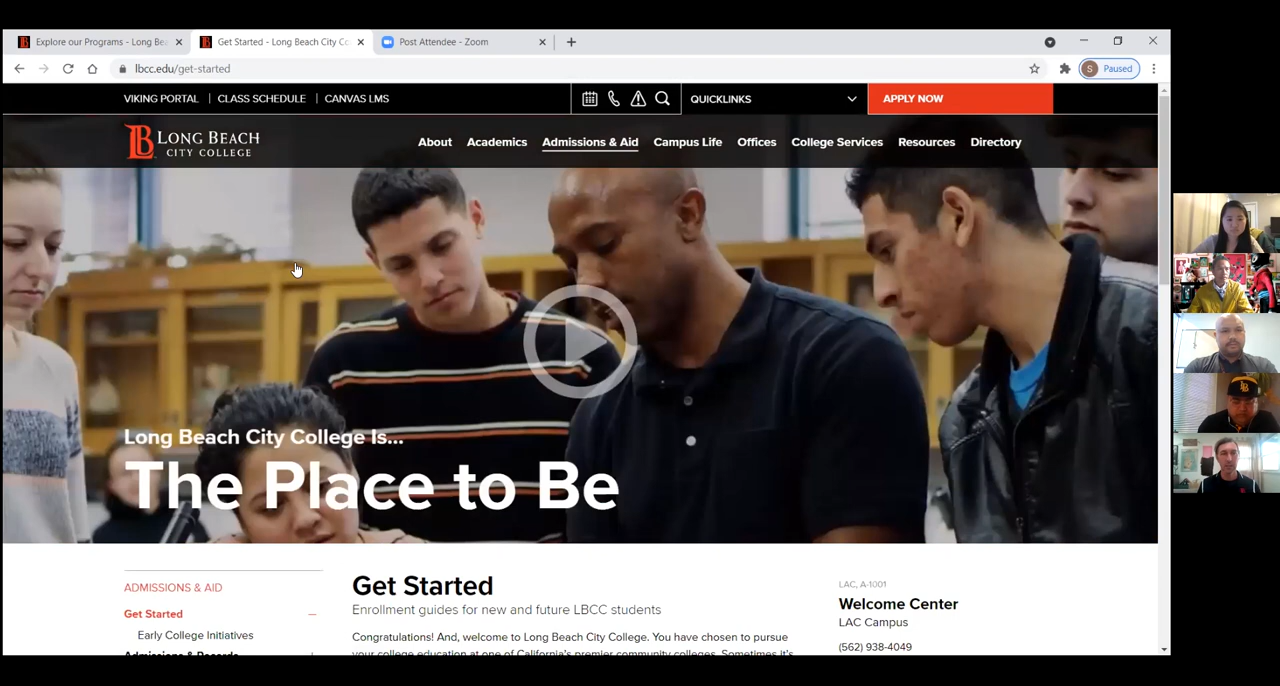 Explore our Programs - Long Bea
Get Started - Long Beach City Co
Post Attendee - Zoom
lbcc.edu/get-started
S Paused
VIKING PORTAL | CLASS SCHEDULE | CANVAS LMS
QUICKLINKS
APPLY NOW
LB LONG BEACH
CITY COLLEGE
About Academics Admissions & Aid Campus Life Offices College Services Resources Directory
Long Beach City College Is...
The Place to Be
ADMISSIONS & AID
Get Started
Early College Initiatives
Admissions & Records
Get Started
Enrollment guides for new and future LBCC students
Congratulations! And, welcome to Long Beach City College. You have chosen to pursue
your college education at one of California's premier community colleges. Sometimes it's
LAC, A-1001
Welcome Center
LAC Campus
(562) 938-4049